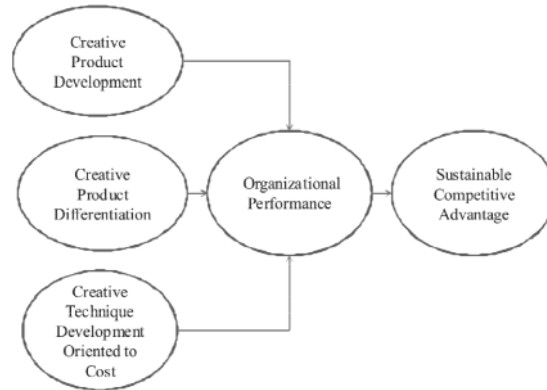 Creative
Product
Development
Creative
Product
Differentiation
Organizational
Performance
Sustainable
Competitive
Advantage
Creative
Technique
Development
Oriented to
Cost